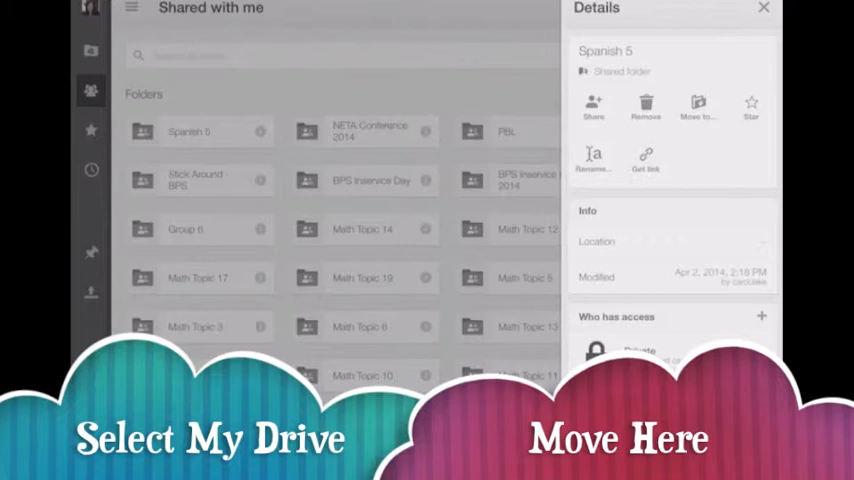 Shared with me
Folders
Spanish 5
NETA Conference
2014
PBL
Stick Around
BPS
BPS Inservice Day
BPS Inservice
2014
Group 6
Math Topic 14
Math Topic 12
Math Topic 17
Math Topic 19
Math Topic 5
Math Topic 3
Math Topic 6
Math Topic 13
Math Topic 10
Math Topic 11
Details
Spanish 5
Shared folder
Share
Remove
Move to...
Star
Rename...
Get link
Info
Location
Modified
Apr 2, 2014, 2:18 PM
Who has access
Private
Select My Drive
Move Here